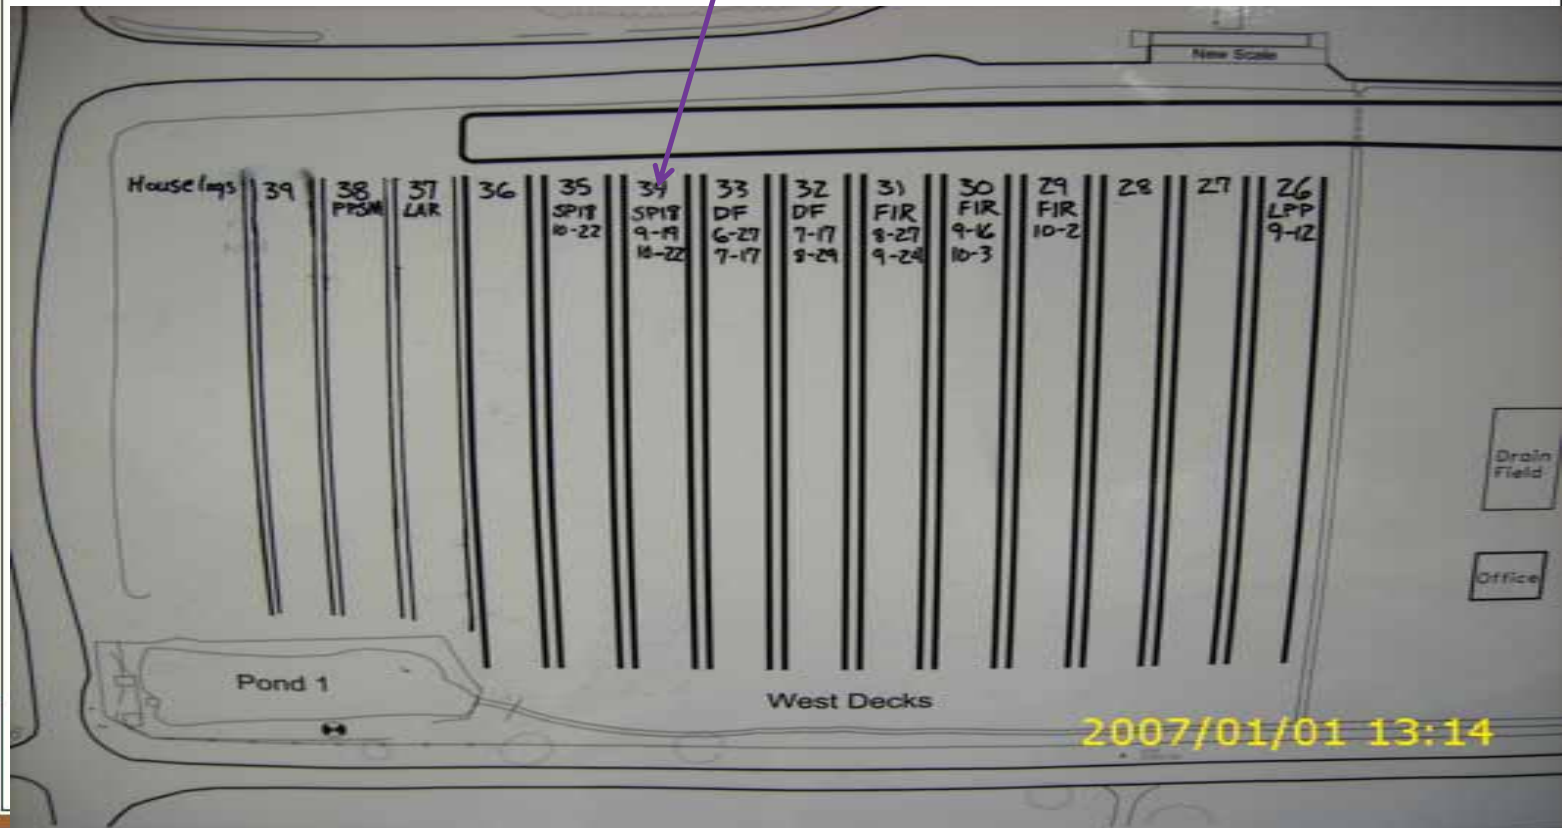 New Scale
House logs 39 38 37 36 35 34 33 32 31 30 29 28 27 26
PPSM LAR SP18 SP18 DF DF FIR FIR FIR LPP
10-22 9-19 6-27 7-17 8-27 9-16 10-2 9-12
10-22 7-17 8-29 9-24 10-3
Drain
Field
Office
Pond 1
West Decks
2007/01/01 13:14